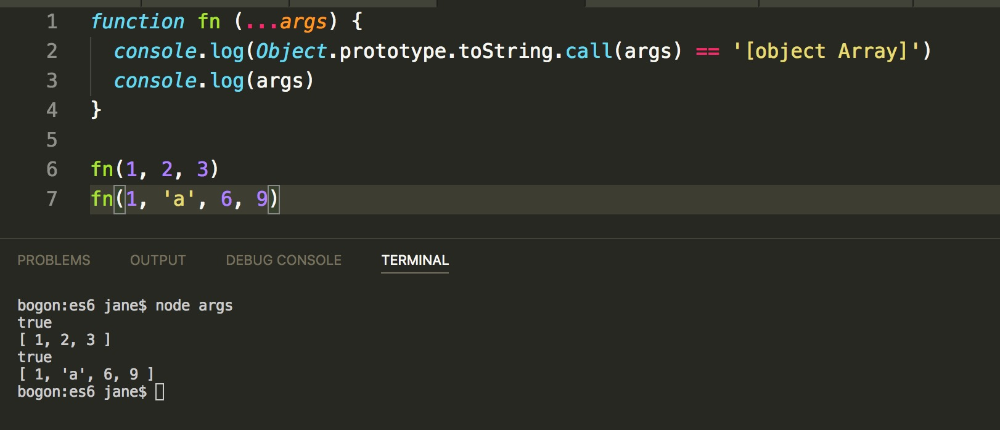 1 function fn (...args) {
2 console.log(Object.prototype.toString.call(args) == '[object Array]')
3 console.log(args)
4 }
5
6 fn(1, 2, 3)
7 fn(1, 'a', 6, 9)
PROBLEMS OUTPUT DEBUG CONSOLE TERMINAL
bogon:es6 jane$ node args
true
[ 1, 2, 3 ]
true
[ 1, 'a', 6, 9 ]
bogon:es6 jane$